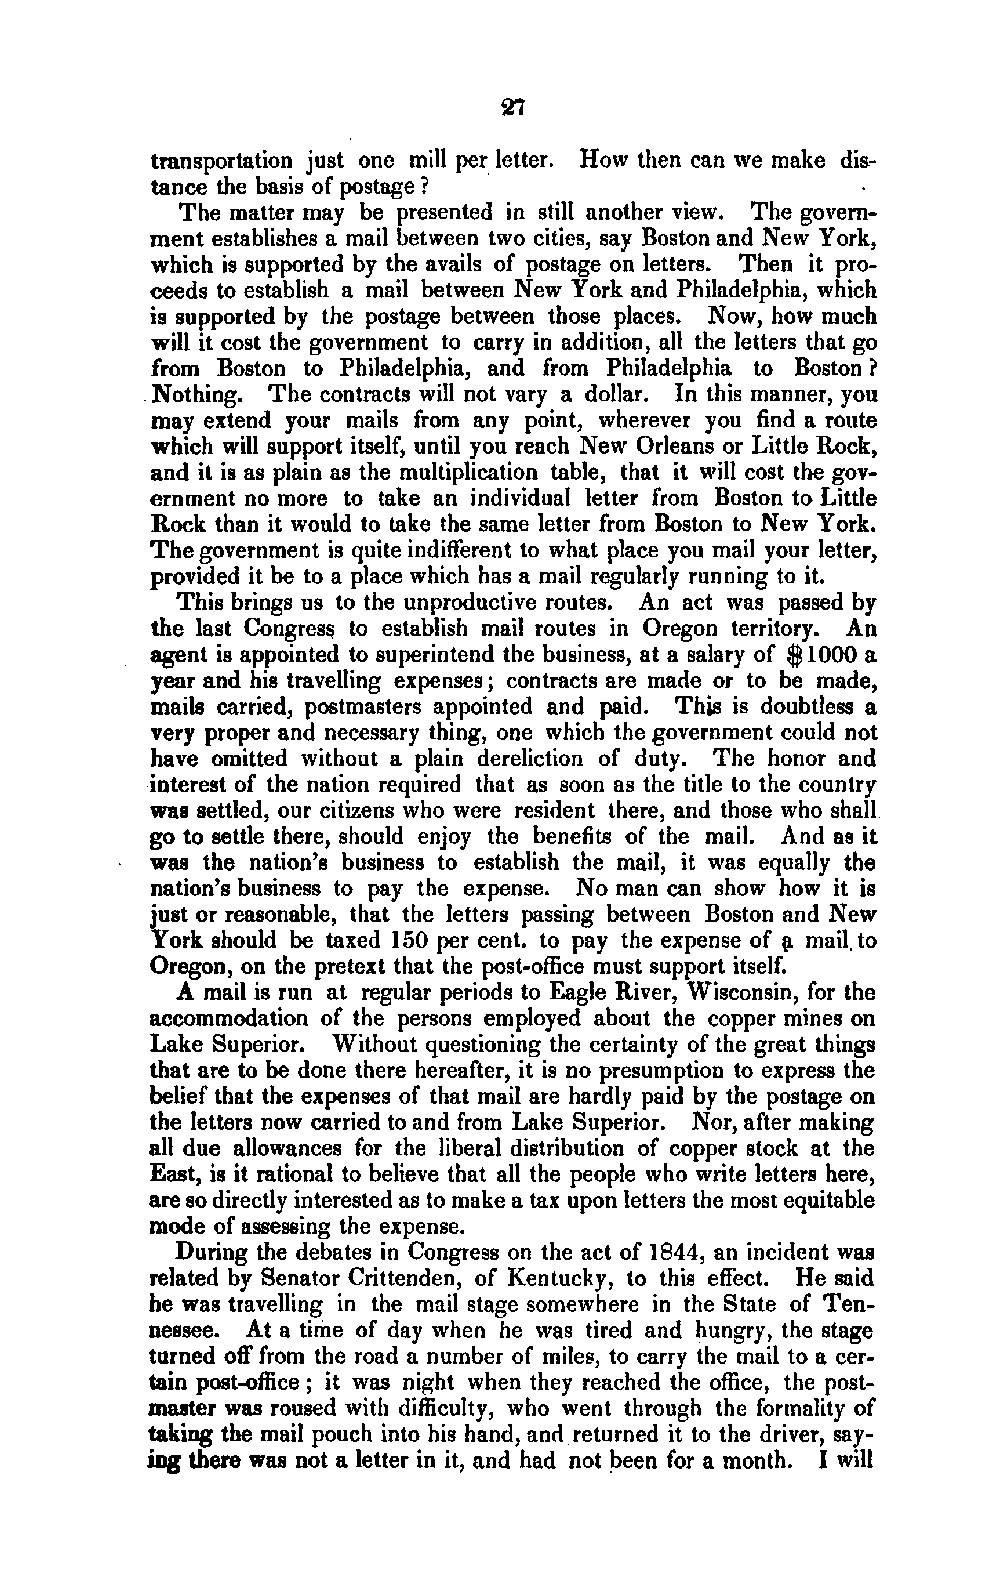 27
transportation just one mill per letter. How then can we make dis-
tance the basis of postage ?
The matter may be presented in still another view. The govern-
ment establishes a mail between two cities, say Boston and New York,
which is supported by the avails of postage on letters. Then it pro-
ceeds to establish a mail between New York and Philadelphia, which
is supported by the postage between those places. Now, how much
will it cost the government to carry in addition, all the letters that go
from Boston to Philadelphia, and from Philadelphia to Boston ?
Nothing. The contracts will not vary a dollar. In this manner, you
may extend your mails from any point, wherever you find a route
which will support itself, until you reach New Orleans or Little Rock,
and it is as plain as the multiplication table, that it will cost the gov-
ernment no more to take an individual letter from Boston to Little
Rock than it would to take the same letter from Boston to New York.
The government is quite indifferent to what place you mail your letter,
provided it be to a place which has a mail regularly running to it.
This brings us to the unproductive routes. An act was passed by
the last Congress to establish mail routes in Oregon territory. An
agent is appointed to superintend the business, at a salary of $1000 a
year and his travelling expenses; contracts are made or to be made,
mails carried, postmasters appointed and paid. This is doubtless a
very proper and necessary thing, one which the government could not
have omitted without a plain dereliction of duty. The honor and
interest of the nation required that as soon as the title to the country
was settled, our citizens who were resident there, and those who shall
go to settle there, should enjoy the benefits of the mail. And as it
was the nation's business to establish the mail, it was equally the
nation's business to pay the expense. No man can show how it is
just or reasonable, that the letters passing between Boston and New
York should be taxed 150 per cent. to pay the expense of a mail to
Oregon, on the pretext that the post-office must support itself.
A mail is run at regular periods to Eagle River, Wisconsin, for the
accommodation of the persons employed about the copper mines on
Lake Superior. Without questioning the certainty of the great things
that are to be done there hereafter, it is no presumption to express the
belief that the expenses of that mail are hardly paid by the postage on
the letters now carried to and from Lake Superior. Nor, after making
all due allowances for the liberal distribution of copper stock at the
East, is it rational to believe that all the people who write letters here,
are so directly interested as to make a tax upon letters the most equitable
mode of assessing the expense.
During the debates in Congress on the act of 1844, an incident was
related by Senator Crittenden, of Kentucky, to this effect. He said
he was travelling in the mail stage somewhere in the State of Ten-
nessee. At a time of day when he was tired and hungry, the stage
turned off from the road a number of miles, to carry the mail to a cer-
tain post-office ; it was night when they reached the office, the post-
master was roused with difficulty, who went through the formality of
taking the mail pouch into his hand, and returned it to the driver, say-
ing there was not a letter in it, and had not been for a month. I will